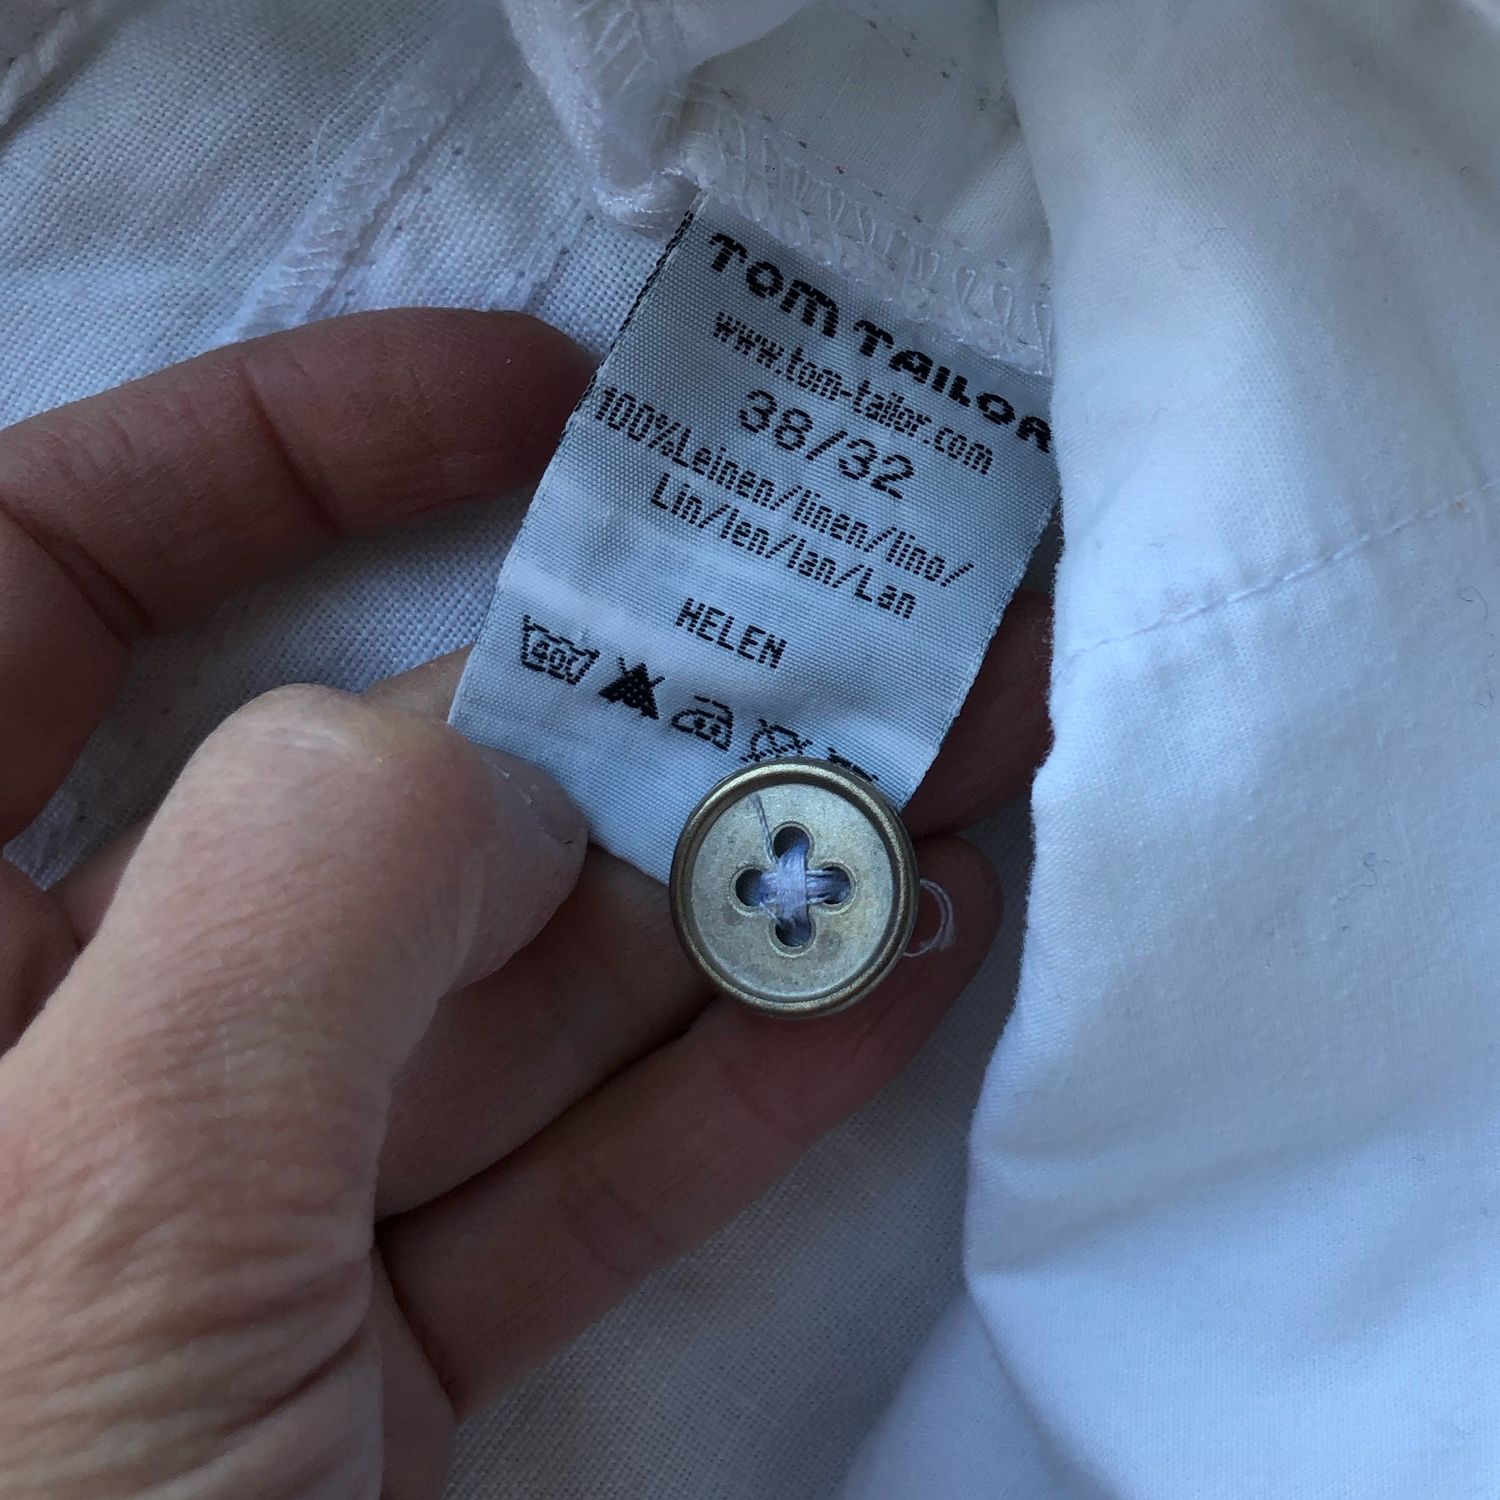 TOM TAILOR
www.tom-tailor.com
38/32
100%Leinen/linen/lino/
Lin/len/lan/Lan
HELEN